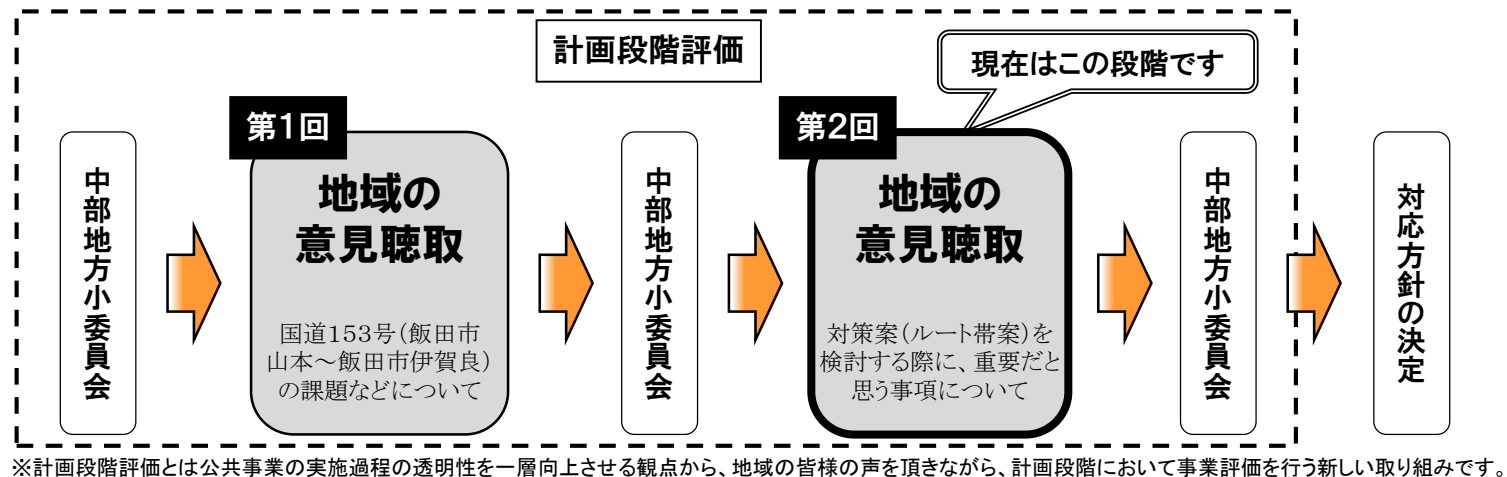 計画段階評価
現在はこの段階です
中部地方小委員会
第1回
地域の
意見聴取
国道153号(飯田市
山本～飯田市伊賀良)
の課題などについて
中部地方小委員会
第2回
地域の
意見聴取
対策案(ルート帯案)を
検討する際に、重要だと
思う事項について
中部地方小委員会
対応方針の決定
※計画段階評価とは公共事業の実施過程の透明性を一層向上させる観点から、地域の皆様の声を頂きながら、計画段階において事業評価を行う新しい取り組みです。